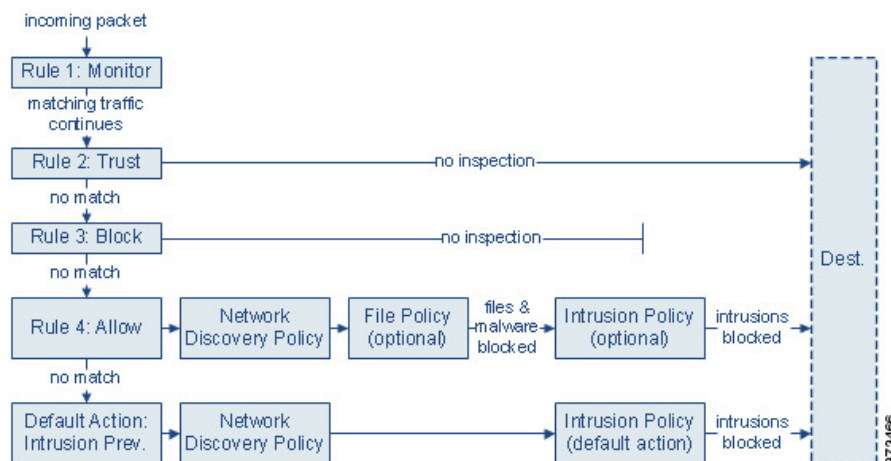 incoming packet
Rule 1: Monitor
matching traffic
continues
Rule 2: Trust
no inspection
no match
Rule 3: Block
no inspection
no match
Rule 4: Allow
Network
Discovery Policy
File Policy
(optional)
files &
malware
blocked
Intrusion Policy
(optional)
intrusions
blocked
no match
Default Action:
Intrusion Prev.
Network
Discovery Policy
Intrusion Policy
(default action)
intrusions
blocked
Dest.